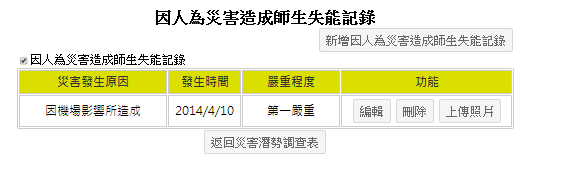 因人為災害造成師生失能記錄
新增因人為災害造成師生失能記錄
因人為災害造成師生失能記錄
災害發生原因 發生時間 嚴重程度 功能
因機場影響所造成 2014/4/10 第一嚴重 編輯 刪除 上傳照片
返回災害潛勢調查表